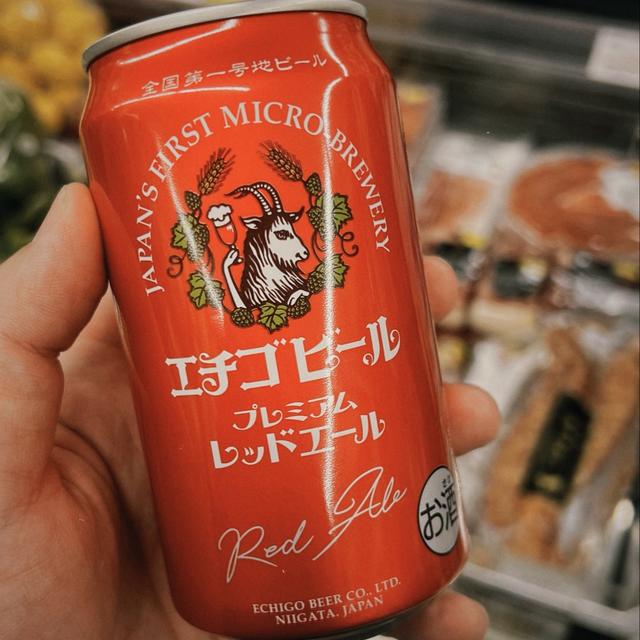 全国第一号地ビール
JAPAN'S FIRST MICRO BREWERY
エチゴビール
プレミアム
レッドエール
Red Ale
お酒
ECHIGO BEER CO., LTD.
NIIGATA, JAPAN